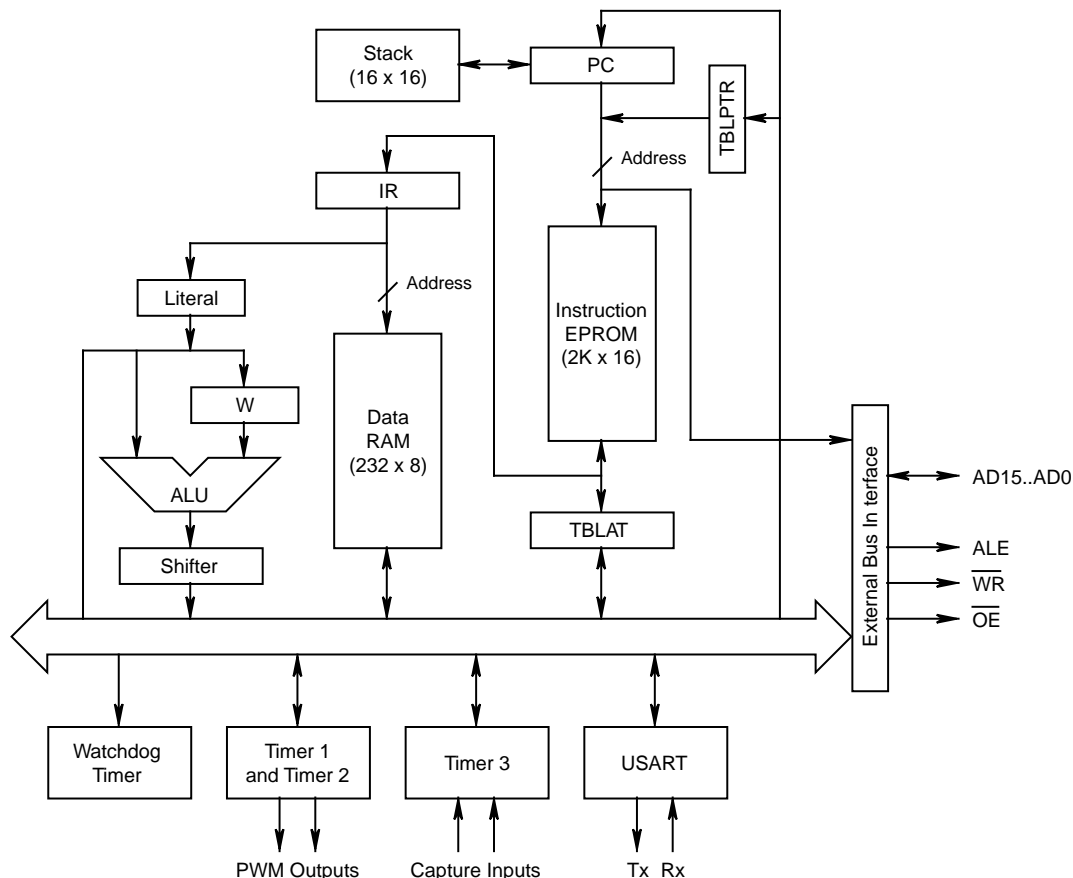 Stack
(16 x 16)
PC
TBLPTR
Address
IR
Address
Literal
Instruction
EPROM
(2K x 16)
W
Data
RAM
(232 x 8)
ALU
Shifter
TBLAT
External Bus In terface
AD15..AD0
ALE
WR
OE
Watchdog
Timer
Timer 1
and Timer 2
Timer 3
USART
PWM Outputs
Capture Inputs
Tx Rx